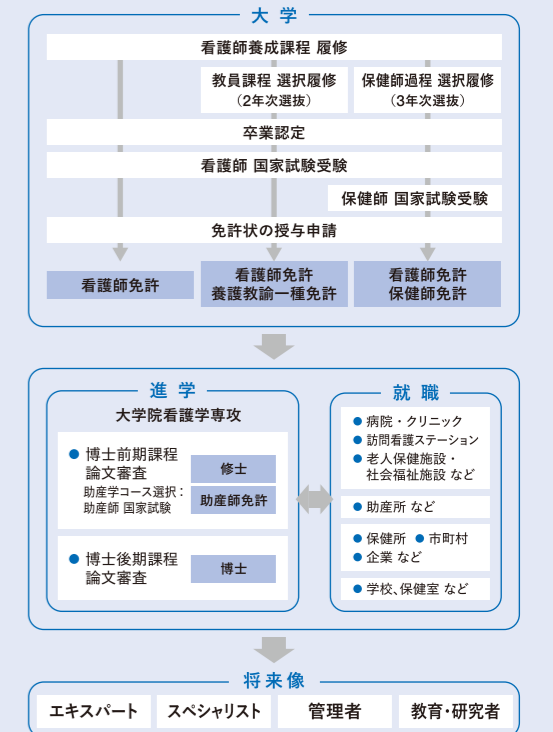 大学
看護師養成課程 履修
教員課程 選択履修
（2年次選抜）
保健師過程 選択履修
（3年次選抜）
卒業認定
看護師 国家試験受験
保健師 国家試験受験
免許状の授与申請
看護師免許
看護師免許
養護教諭一種免許
看護師免許
保健師免許
進学
大学院看護学専攻
● 博士前期課程
論文審査
助産学コース選択：
助産師 国家試験
修士
助産師免許
● 博士後期課程
論文審査
博士
就職
● 病院・クリニック
● 訪問看護ステーション
● 老人保健施設・
社会福祉施設 など
● 助産所 など
● 保健所 ● 市町村
● 企業 など
● 学校、保健室 など
将来像
エキスパート
スペシャリスト
管理者
教育・研究者